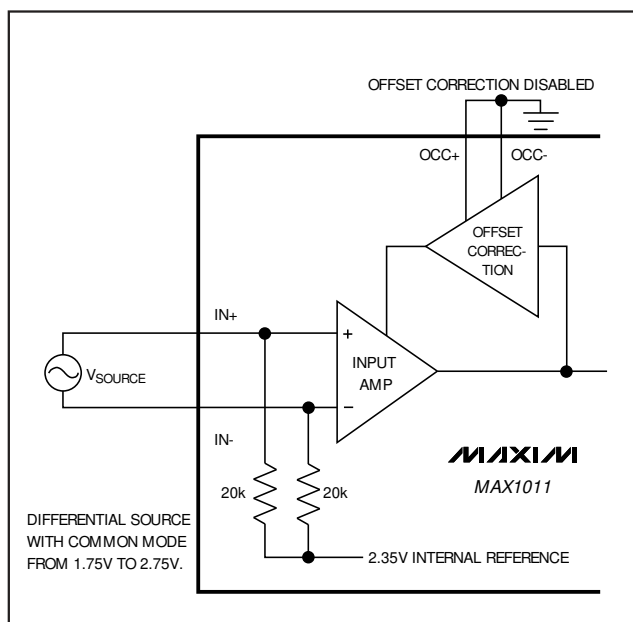 OFFSET CORRECTION DISABLED
OCC+ OCC-
OFFSET
CORREC-
TION
IN+
+
INPUT
AMP
VSOURCE
−
IN-
MAXIM
MAX1011
20k 20k
DIFFERENTIAL SOURCE
WITH COMMON MODE
FROM 1.75V TO 2.75V.
2.35V INTERNAL REFERENCE